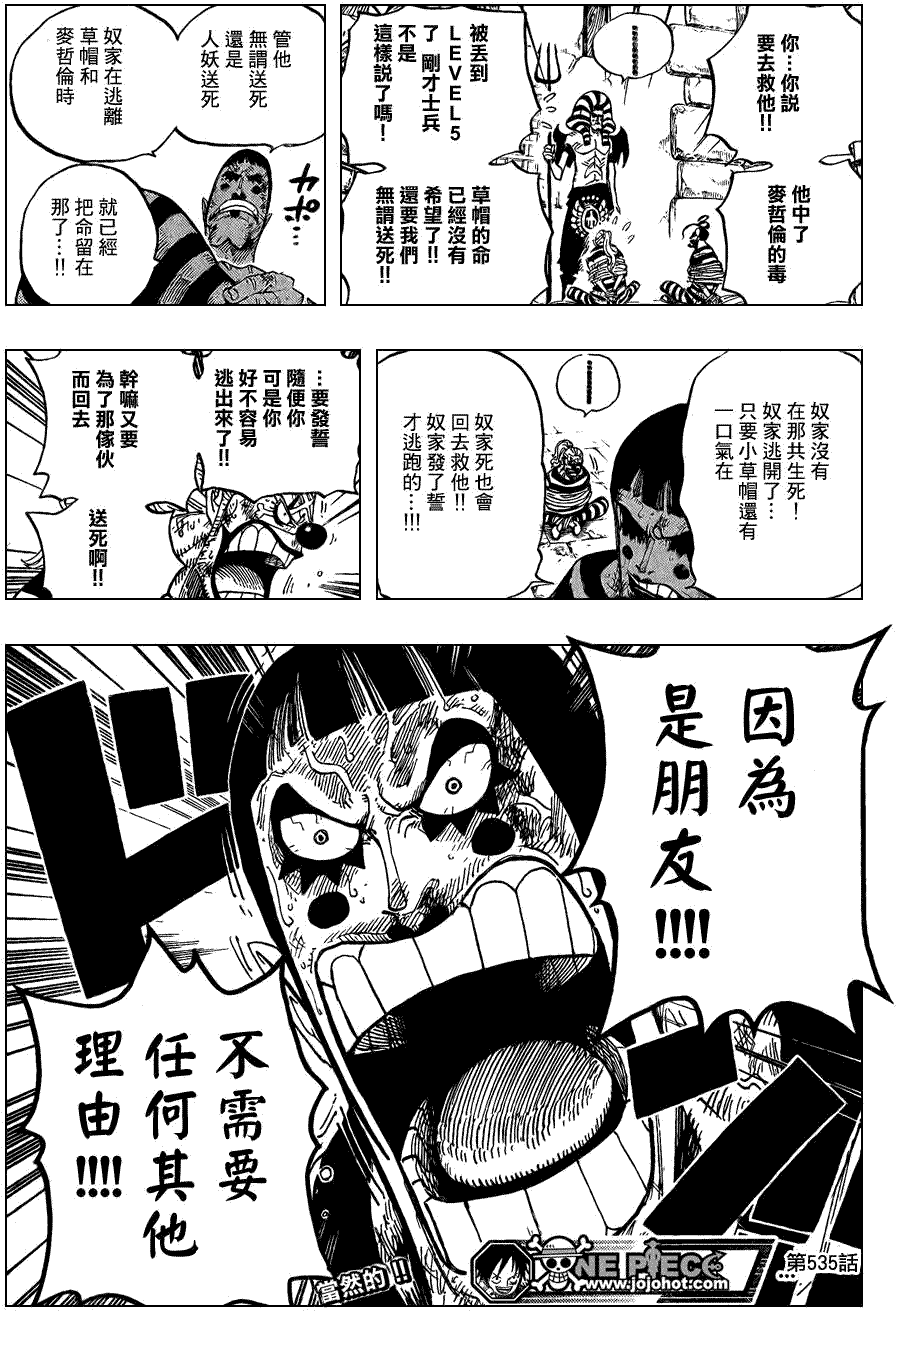 你…你說
要去救他!!
他中了
麥哲倫的毒
被丟到
LEVEL5
了 剛才士兵
不是
這樣說了嗎!
草帽的命
已經沒有
希望了!!
還要我們
無謂送死!!
管他
無謂送死
還是
人妖送死
奴家在逃離
草帽和
麥哲倫時
就已經
把命留在
那了…!!
奴家沒有
在那共生死!
奴家逃開了…
只要小草帽還有
一口氣在
奴家死也會
回去救他!!
奴家發了誓
才逃跑的…!!!
…要發誓
隨便你
可是你
好不容易
逃出來了!!
幹嘛又要
為了那傢伙
而回去
送死啊!!
因為
是朋友!!!!
不需要
任何其他
理由!!!!
ドン
當然的!!
ONE PIECE
www.jojohot.com
第535話
…